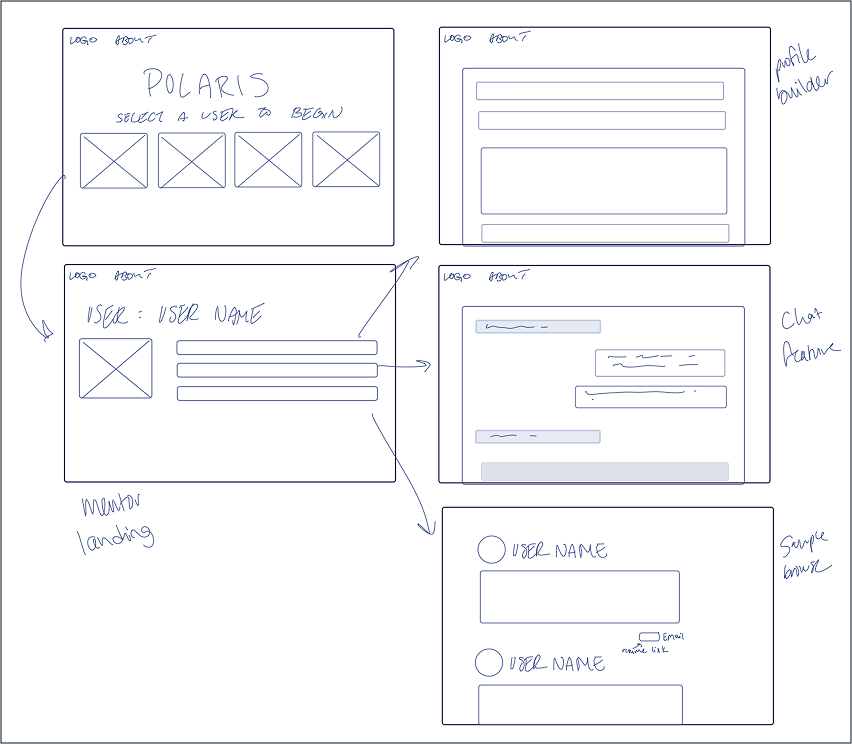 LOGO ABOUT
POLARIS
SELECT A USER TO BEGIN
LOGO ABOUT
profile
builder
LOGO ABOUT
USER : USER NAME
mentor
landing
LOGO ABOUT
Chat
feature
USER NAME
Email
resume link
USER NAME
Sample
browse